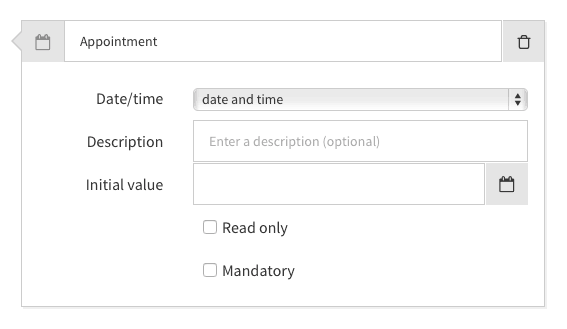 Appointment
Date/time date and time
Description Enter a description (optional)
Initial value
Read only
Mandatory